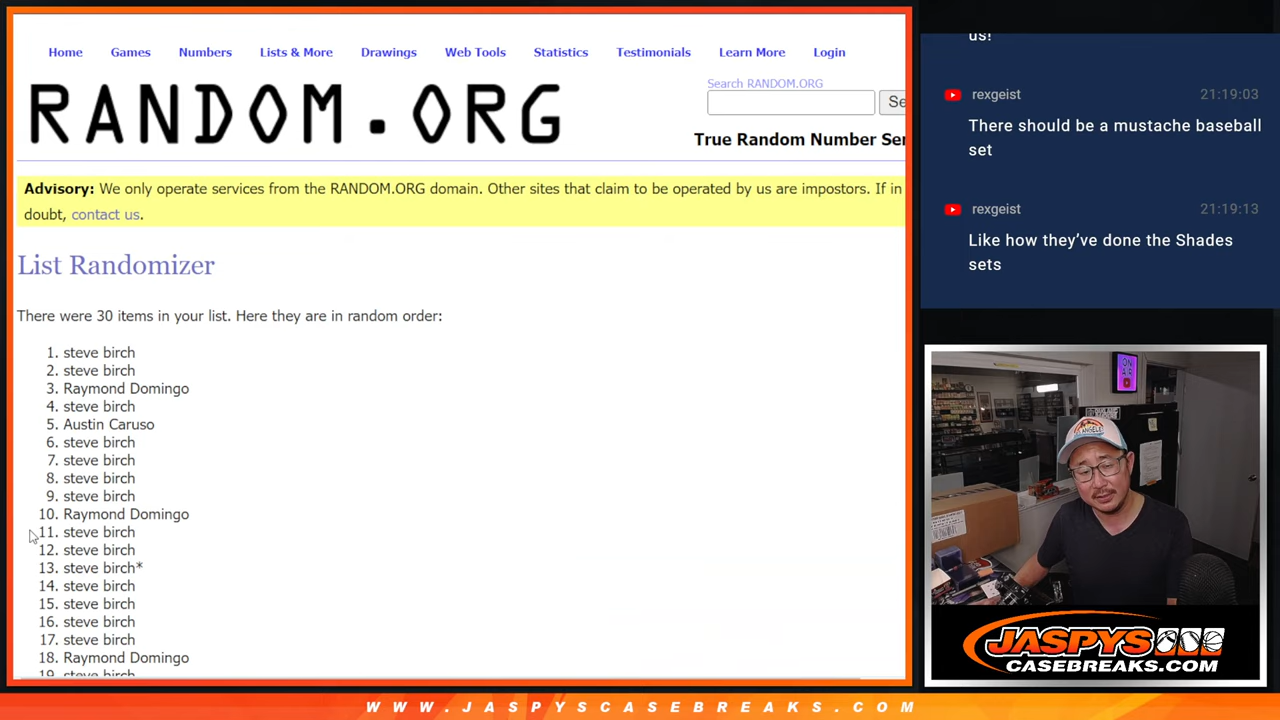 Home Games Numbers Lists & More Drawings Web Tools Statistics Testimonials Learn More Login
RANDOM.ORG
Search RANDOM.ORG
Se
True Random Number Ser
Advisory: We only operate services from the RANDOM.ORG domain. Other sites that claim to be operated by us are impostors. If in
doubt, contact us.
List Randomizer
There were 30 items in your list. Here they are in random order:
1. steve birch
2. steve birch
3. Raymond Domingo
4. steve birch
5. Austin Caruso
6. steve birch
7. steve birch
8. steve birch
9. steve birch
10. Raymond Domingo
11. steve birch
12. steve birch
13. steve birch*
14. steve birch
15. steve birch
16. steve birch
17. steve birch
18. Raymond Domingo
19. steve birch
us!
rexgeist 21:19:03
There should be a mustache baseball
set
rexgeist 21:19:13
Like how they’ve done the Shades
sets
ON
AIR
JASPYS
CASEBREAKS.COM
WWW.JASPYSCASEBREAKS.COM